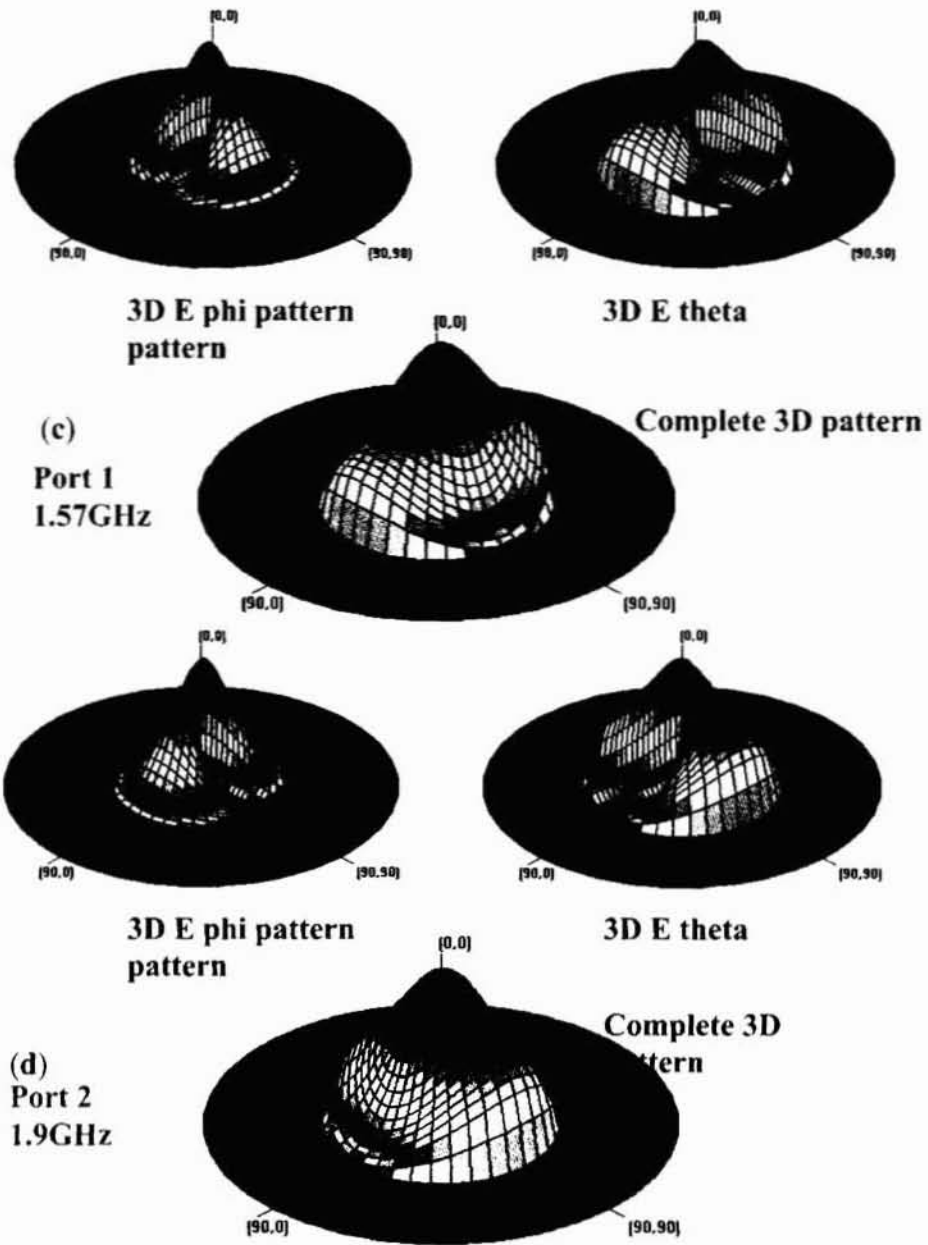 [0,0] [0,0]
[90,0] [90,90] [90,0] [90,90]
3D E phi pattern 3D E theta
pattern
[0,0]
(c) Complete 3D pattern
Port 1
1.57GHz
[90,0] [90,90]
[0,0] [0,0]
[90,0] [90,90] [90,0] [90,90]
3D E phi pattern 3D E theta
pattern
[0,0]
Complete 3D
ttern
(d)
Port 2
1.9GHz
[90,0] [90,90]